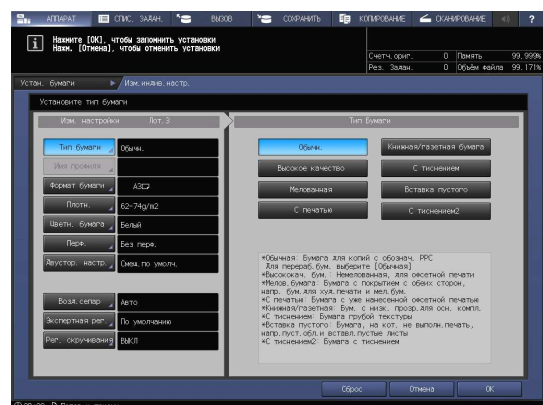 АППАРАТ
СПИС. ЗАДАН.
ВЫЗОВ
СОХРАНИТЬ
КОПИРОВАНИЕ
СКАНИРОВАНИЕ
?
Нажмите [OK], чтобы запомнить установки
Нажм. [Отмена], чтобы отменить установки
Счетч.ориг. 0 Память 99.999%
Рез. Задан. 0 Объём файла 99.171%
Устан. бумаги Изм.индив.настр.
Установите тип бумаги
Изм. настройки Лот.3
Тип Бумаги
Тип бумаги Обычн.
Имя профиля
Формат бумаги A3
Плотн. 62-74g/m2
Цветн. бумага Белый
Перф. Без перф.
Двустор. настр. Смещ.по умолч.
Возд.сепар Авто
Экспертная рег. По умолчанию
Рег. скручивания ВЫКЛ
Обычн.
Книжная/газетная бумага
Высокое качество
С тиснением
Мелованная
Вставка пустого
С печатью
С тиснением2
*Обычная: Бумага для копий с обознач. PPC
Для перераб.бум. выберите [Обычная]
*Высококач. бум.: Немелованная, для офсетной печати
*Мелов.бумага: Бумага с покрытием с обеих сторон,
напр. бум.для худ.печати и мел.бум.
*С печатью: Бумага с уже нанесенной офсетной печатью
*Книжная/газетная: Бум. с низк. прозр.для осн. компл.
*С тиснением: Бумага грубой текстуры
*Вставка пустого: Бумага, на кот. не выполн.печать,
напр.пуст.обл.и вставл.пустые листы
*С тиснением2: Бумага с тиснением
Сброс
Отмена
OK